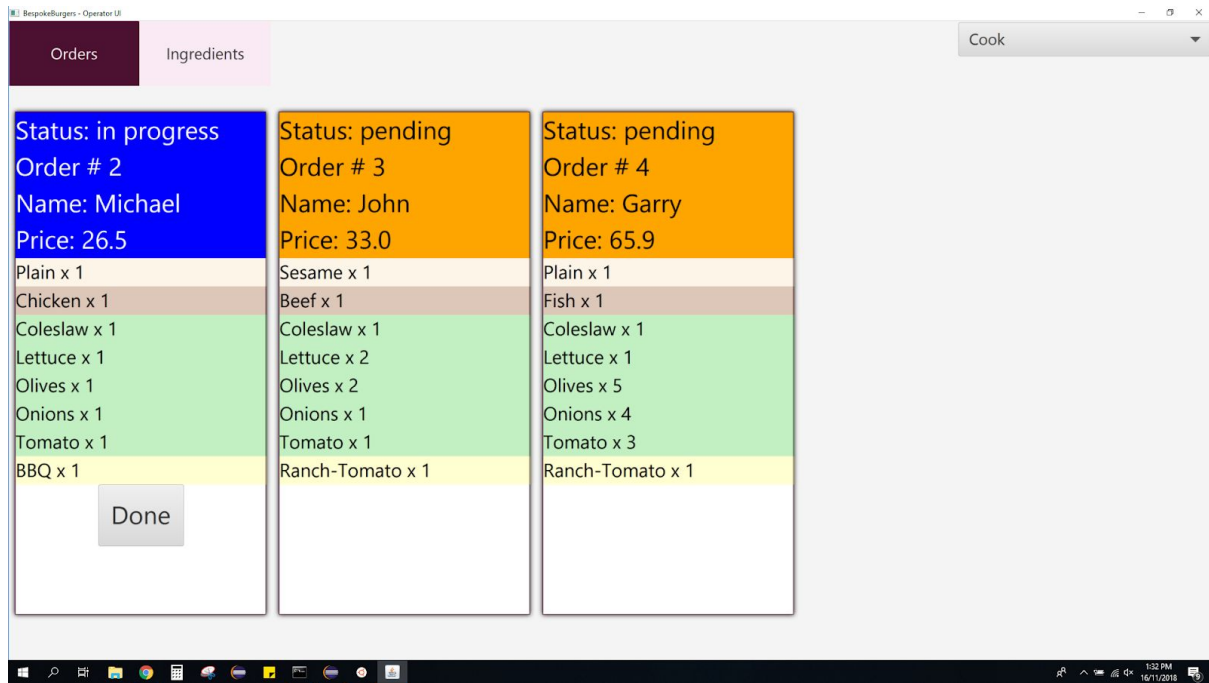 BespokeBurgers - Operator UI
Orders
Ingredients
Cook
Status: in progress
Order # 2
Name: Michael
Price: 26.5
Plain x 1
Chicken x 1
Coleslaw x 1
Lettuce x 1
Olives x 1
Onions x 1
Tomato x 1
BBQ x 1
Done
Status: pending
Order # 3
Name: John
Price: 33.0
Sesame x 1
Beef x 1
Coleslaw x 1
Lettuce x 2
Olives x 2
Onions x 1
Tomato x 1
Ranch-Tomato x 1
Status: pending
Order # 4
Name: Garry
Price: 65.9
Plain x 1
Fish x 1
Coleslaw x 1
Lettuce x 1
Olives x 5
Onions x 4
Tomato x 3
Ranch-Tomato x 1
1:32 PM
16/11/2018